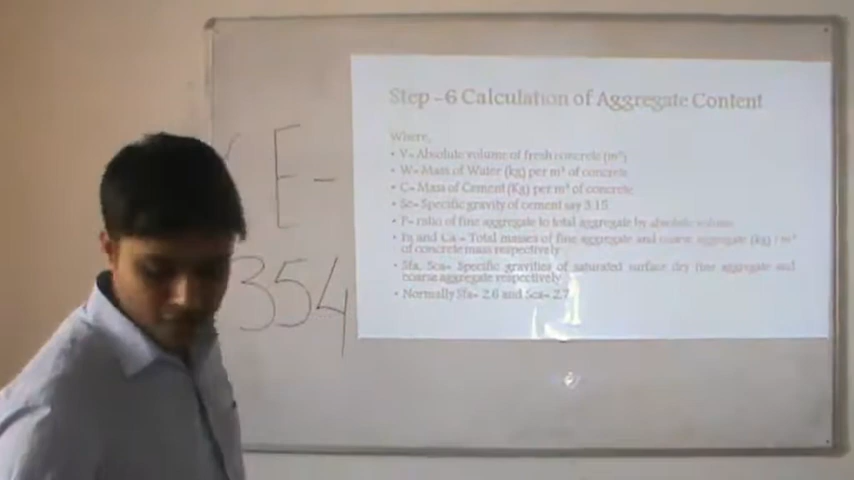 Step –6 Calculation of Aggregate Content
Where,
• V= Absolute volume of fresh concrete (m³)
• W= Mass of Water (kg) per m³ of concrete
• C= Mass of Cement (Kg) per m³ of concrete
• Sc= Specific gravity of cement say 3.15
• P= ratio of fine aggregate to total aggregate by absolute volume
• Fa and Ca = Total masses of fine aggregate and coarse aggregate (kg) / m³
of concrete mass respectively
• Sfa, Sca= Specific gravities of saturated surface dry fine aggregate and
coarse aggregate respectively
• Normally Sfa= 2.6 and Sca= 2.7
E-
354